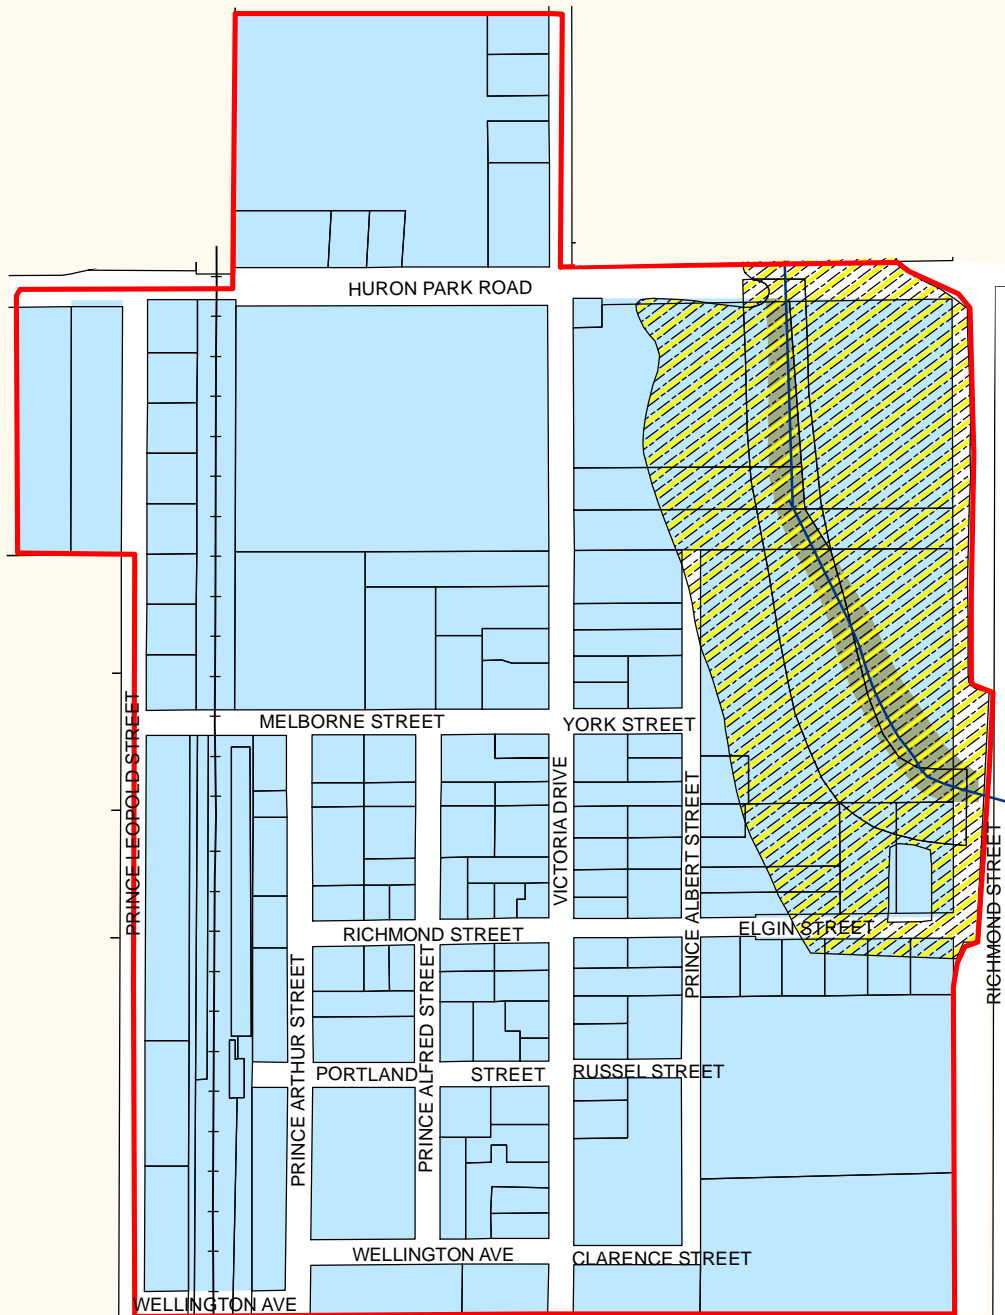 HURON PARK ROAD
MELBORNE STREET
YORK STREET
PRINCE LEOPOLD STREET
VICTORIA DRIVE
PRINCE ALBERT STREET
RICHMOND STREET
RICHMOND STREET
ELGIN STREET
PRINCE ARTHUR STREET
PRINCE ALFRED STREET
PORTLAND STREET
RUSSEL STREET
WELLINGTON AVE
CLARENCE STREET
WELLINGTON AVE